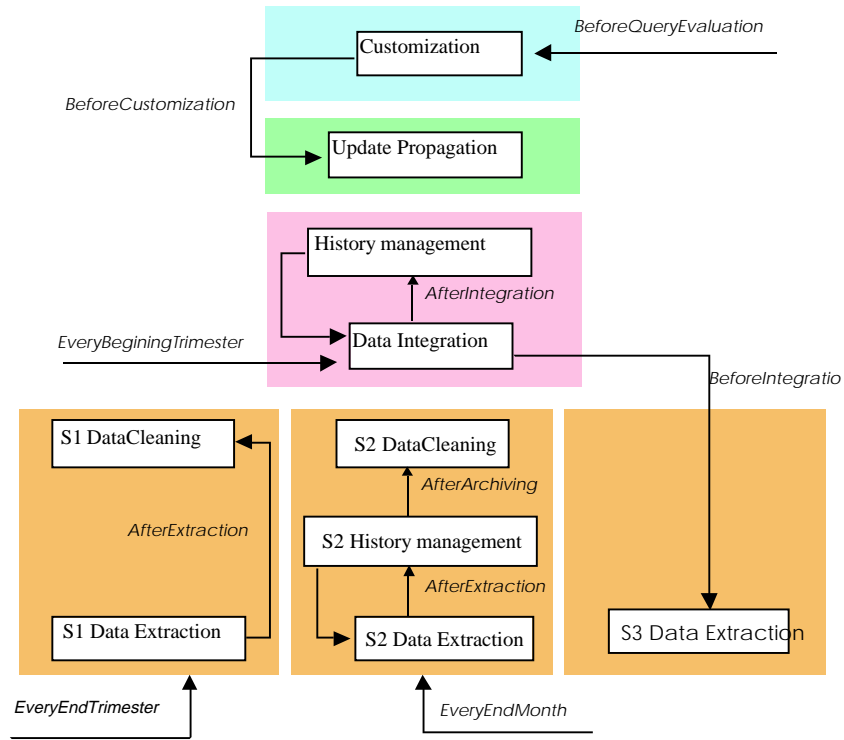 BeforeQueryEvaluation
Customization
BeforeCustomization
Update Propagation
History management
AfterIntegration
EveryBeginingTrimester
Data Integration
BeforeIntegratio
S1 DataCleaning
S2 DataCleaning
AfterArchiving
AfterExtraction
S2 History management
AfterExtraction
S1 Data Extraction
S2 Data Extraction
S3 Data Extraction
EveryEndTrimester
EveryEndMonth